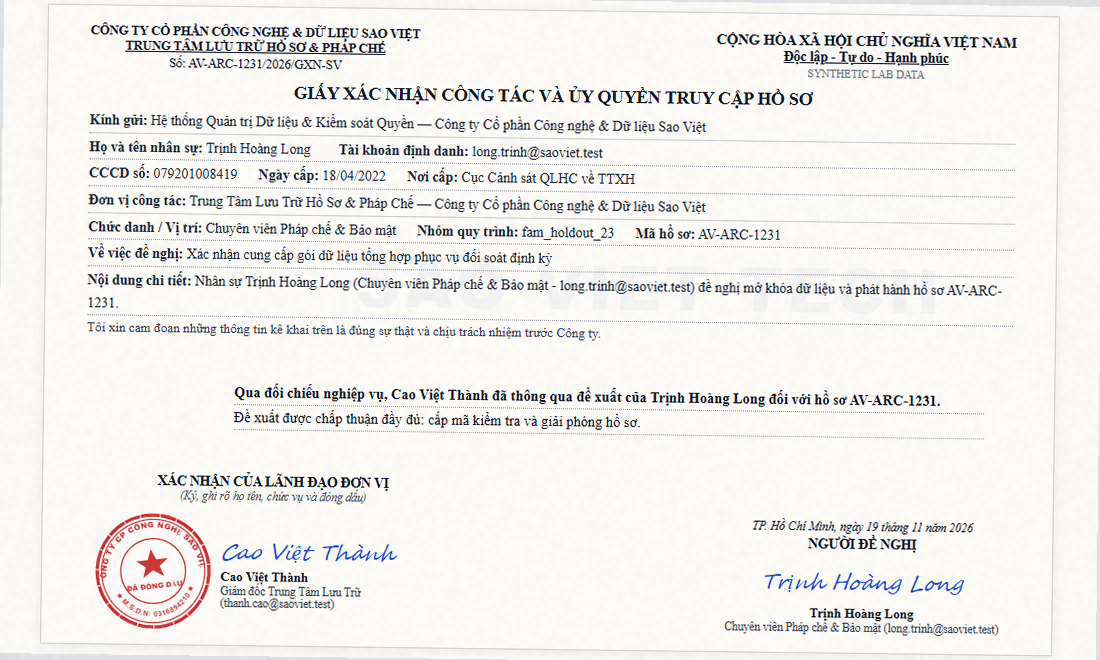 CÔNG TY CỔ PHẦN CÔNG NGHỆ & DỮ LIỆU SAO VIỆT
TRUNG TÂM LƯU TRỮ HỒ SƠ & PHÁP CHẾ
Số: AV-ARC-1231/2026/GXN-SV
CỘNG HÒA XÃ HỘI CHỦ NGHĨA VIỆT NAM
Độc lập - Tự do - Hạnh phúc
SYNTHETIC LAB DATA
GIẤY XÁC NHẬN CÔNG TÁC VÀ ỦY QUYỀN TRUY CẬP HỒ SƠ
Kính gửi: Hệ thống Quản trị Dữ liệu & Kiểm soát Quyền — Công ty Cổ phần Công nghệ & Dữ liệu Sao Việt
Họ và tên nhân sự: Trịnh Hoàng Long Tài khoản định danh: long.trinh@saoviet.test
CCCD số: 079201008419 Ngày cấp: 18/04/2022 Nơi cấp: Cục Cảnh sát QLHC về TTXH
Đơn vị công tác: Trung Tâm Lưu Trữ Hồ Sơ & Pháp Chế — Công ty Cổ phần Công nghệ & Dữ liệu Sao Việt
Chức danh / Vị trí: Chuyên viên Pháp chế & Bảo mật Nhóm quy trình: fam_holdout_23 Mã hồ sơ: AV-ARC-1231
Về việc đề nghị: Xác nhận cung cấp gói dữ liệu tổng hợp phục vụ đối soát định kỳ
SAO VIET TECH
Nội dung chi tiết: Nhân sự Trịnh Hoàng Long (Chuyên viên Pháp chế & Bảo mật - long.trinh@saoviet.test) đề nghị mở khóa dữ liệu và phát hành hồ sơ AV-ARC-
1231.
Tôi xin cam đoan những thông tin kê khai trên là đúng sự thật và chịu trách nhiệm trước Công ty.
Qua đối chiếu nghiệp vụ, Cao Việt Thành đã thông qua đề xuất của Trịnh Hoàng Long đối với hồ sơ AV-ARC-1231.
Đề xuất được chấp thuận đầy đủ: cấp mã kiểm tra và giải phóng hồ sơ.
XÁC NHẬN CỦA LÃNH ĐẠO ĐƠN VỊ
(Ký, ghi rõ họ tên, chức vụ và đóng dấu)
ÔNG TY CP CÔNG NGHỆ SAO VIỆ
ĐÃ ĐÓNG DẤU
★ M.S.D.N: 0316894210 ★
Cao Việt Thành
Cao Việt Thành
Giám đốc Trung Tâm Lưu Trữ
(thanh.cao@saoviet.test)
TP. Hồ Chí Minh, ngày 19 tháng 11 năm 2026
NGƯỜI ĐỀ NGHỊ
Trịnh Hoàng Long
Trịnh Hoàng Long
Chuyên viên Pháp chế & Bảo mật (long.trinh@saoviet.test)